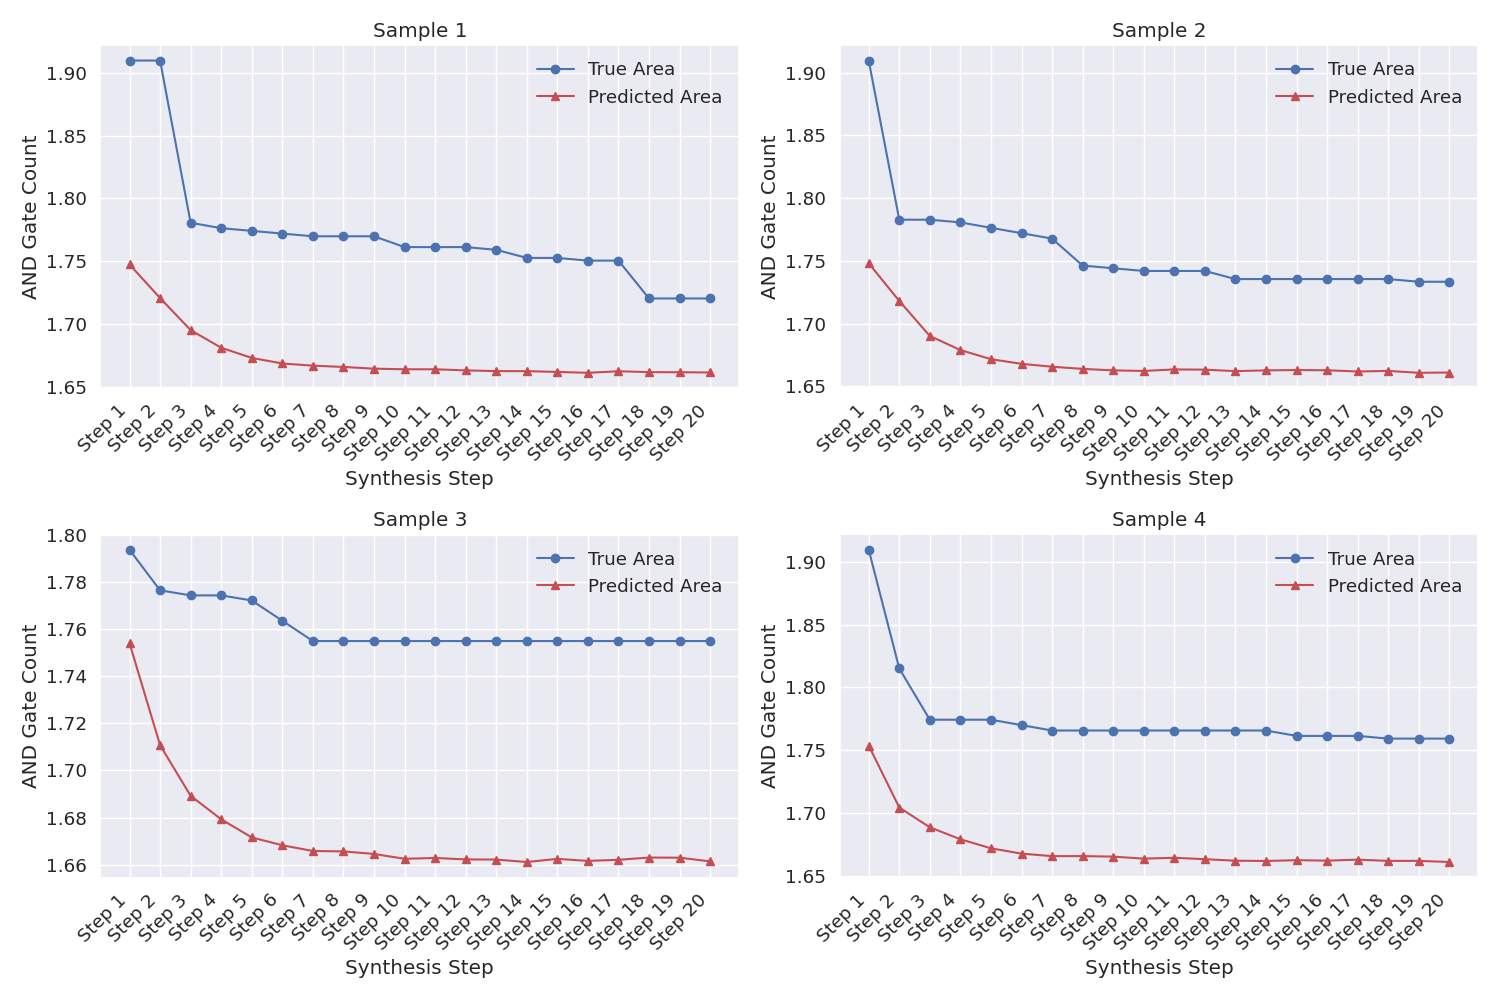 Sample 1
AND Gate Count
1.90
1.85
1.80
1.75
1.70
1.65
True Area
Predicted Area
Step 1
Step 2
Step 3
Step 4
Step 5
Step 6
Step 7
Step 8
Step 9
Step 10
Step 11
Step 12
Step 13
Step 14
Step 15
Step 16
Step 17
Step 18
Step 19
Step 20
Synthesis Step
Sample 2
AND Gate Count
1.90
1.85
1.80
1.75
1.70
1.65
True Area
Predicted Area
Step 1
Step 2
Step 3
Step 4
Step 5
Step 6
Step 7
Step 8
Step 9
Step 10
Step 11
Step 12
Step 13
Step 14
Step 15
Step 16
Step 17
Step 18
Step 19
Step 20
Synthesis Step
Sample 3
AND Gate Count
1.80
1.78
1.76
1.74
1.72
1.70
1.68
1.66
True Area
Predicted Area
Step 1
Step 2
Step 3
Step 4
Step 5
Step 6
Step 7
Step 8
Step 9
Step 10
Step 11
Step 12
Step 13
Step 14
Step 15
Step 16
Step 17
Step 18
Step 19
Step 20
Synthesis Step
Sample 4
AND Gate Count
1.90
1.85
1.80
1.75
1.70
1.65
True Area
Predicted Area
Step 1
Step 2
Step 3
Step 4
Step 5
Step 6
Step 7
Step 8
Step 9
Step 10
Step 11
Step 12
Step 13
Step 14
Step 15
Step 16
Step 17
Step 18
Step 19
Step 20
Synthesis Step